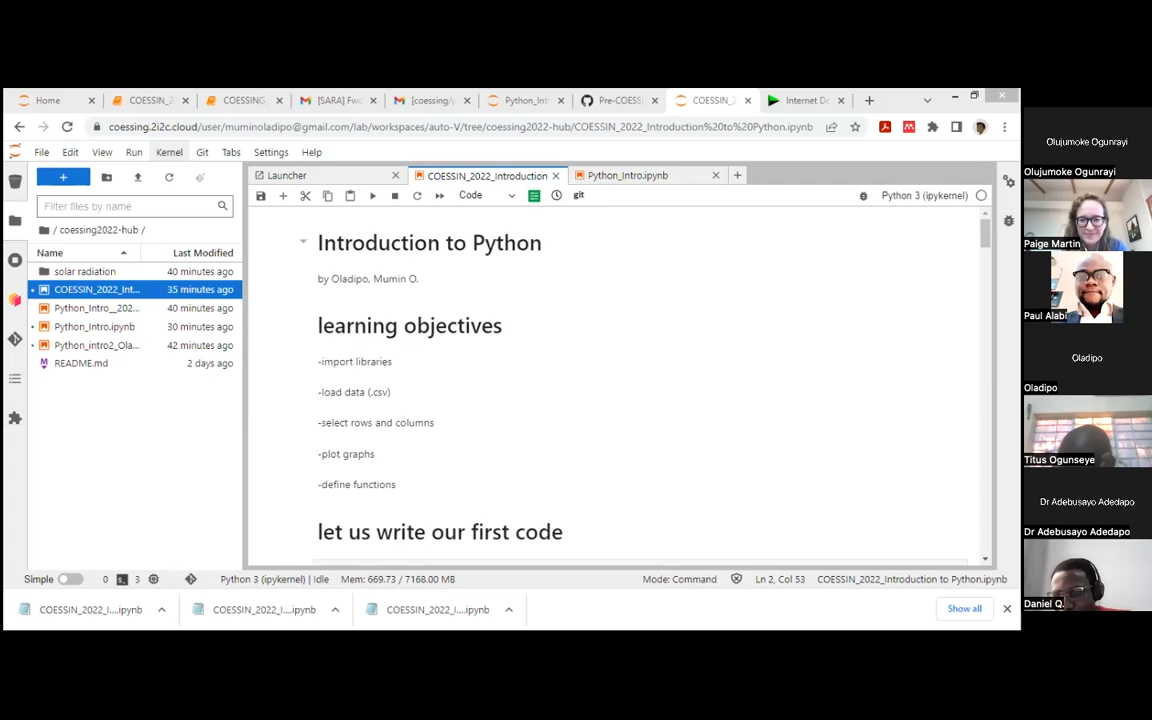 Home
COESSIN_2
COESSING_
[SARA] Fwd
[coessing/p
Python_Int
Pre-COESSI
COESSIN_2
Internet Do
coessing.2i2c.cloud/user/muminoladipo@gmail.com/lab/workspaces/auto-V/tree/coessing2022-hub/COESSIN_2022_Introduction%20to%20Python.ipynb
File Edit View Run Kernel Git Tabs Settings Help
Launcher
COESSIN_2022_Introduction
Python_Intro.ipynb
Code
git
Python 3 (ipykernel)
Filter files by name
/ coessing2022-hub /
Name Last Modified
solar radiation 40 minutes ago
COESSIN_2022_Int... 35 minutes ago
Python_Intro__202... 40 minutes ago
Python_Intro.ipynb 30 minutes ago
Python_intro2_Ola... 42 minutes ago
README.md 2 days ago
Introduction to Python
by Oladipo, Mumin O.
learning objectives
-import libraries
-load data (.csv)
-select rows and columns
-plot graphs
-define functions
let us write our first code
Simple 0 3 Python 3 (ipykernel) | Idle Mem: 669.73 / 7168.00 MB Mode: Command Ln 2, Col 53 COESSIN_2022_Introduction to Python.ipynb
COESSING_2022_I....ipynb
COESSING_2022_I....ipynb
COESSING_2022_I....ipynb
Show all
Olujumoke Ogunrayi
Olujumoke Ogunrayi
Paige Martin
Paul Alabi
Oladipo
Oladipo
Titus Ogunseye
Dr Adebusayo Adedapo
Dr Adebusayo Adedapo
Daniel Q.